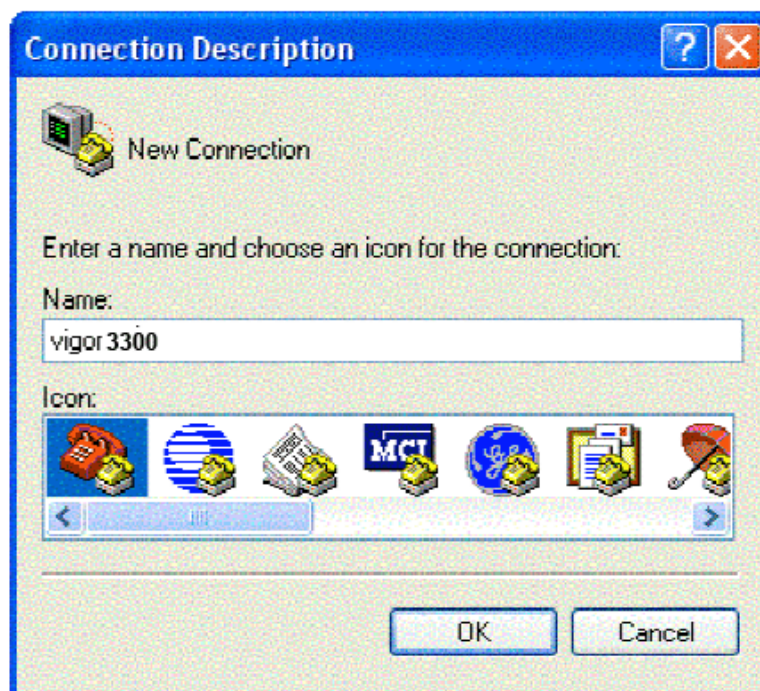 Connection Description
New Connection
Enter a name and choose an icon for the connection:
Name:
vigor 3300
Icon:
MCI
OK
Cancel